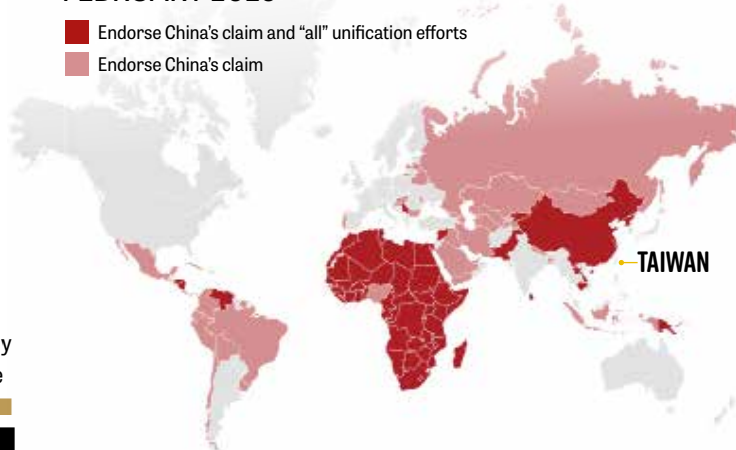 Endorse China's claim and “all” unification efforts
Endorse China's claim
TAIWAN